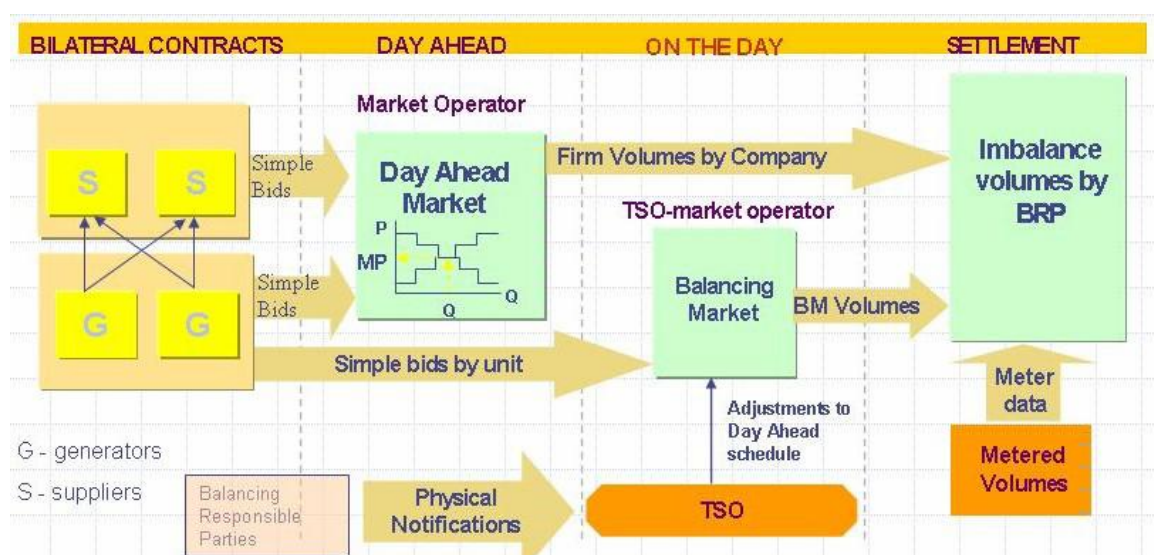 BILATERAL CONTRACTS
DAY AHEAD
ON THE DAY
SETTLEMENT
Market Operator
S
S
Simple
Bids
Day Ahead
Market
P
MP
Q
Q
Firm Volumes by Company
Imbalance
volumes by
BRP
TSO-market operator
G
G
Simple
Bids
Balancing
Market
BM Volumes
Simple bids by unit
Adjustments to
Day Ahead
schedule
Meter
data
G - generators
S - suppliers
Balancing
Responsible
Parties
Physical
Notifications
TSO
Metered
Volumes